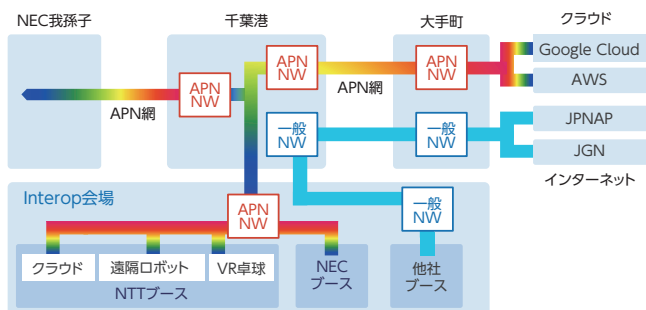 NEC我孫子
千葉港
大手町
クラウド
APN
NW
APN
NW
APN
NW
Google Cloud
AWS
APN網
APN網
一般
NW
一般
NW
JPNAP
JGN
インターネット
Interop会場
APN
NW
一般
NW
クラウド
遠隔ロボット
VR卓球
NTTブース
NEC
ブース
他社
ブース